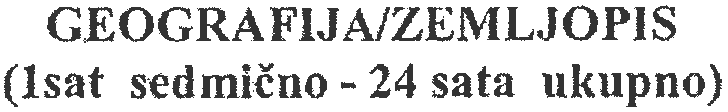 GEOGRAFIJA/ZEMLJOPIS
(1sat sedmično - 24 sata ukupno)